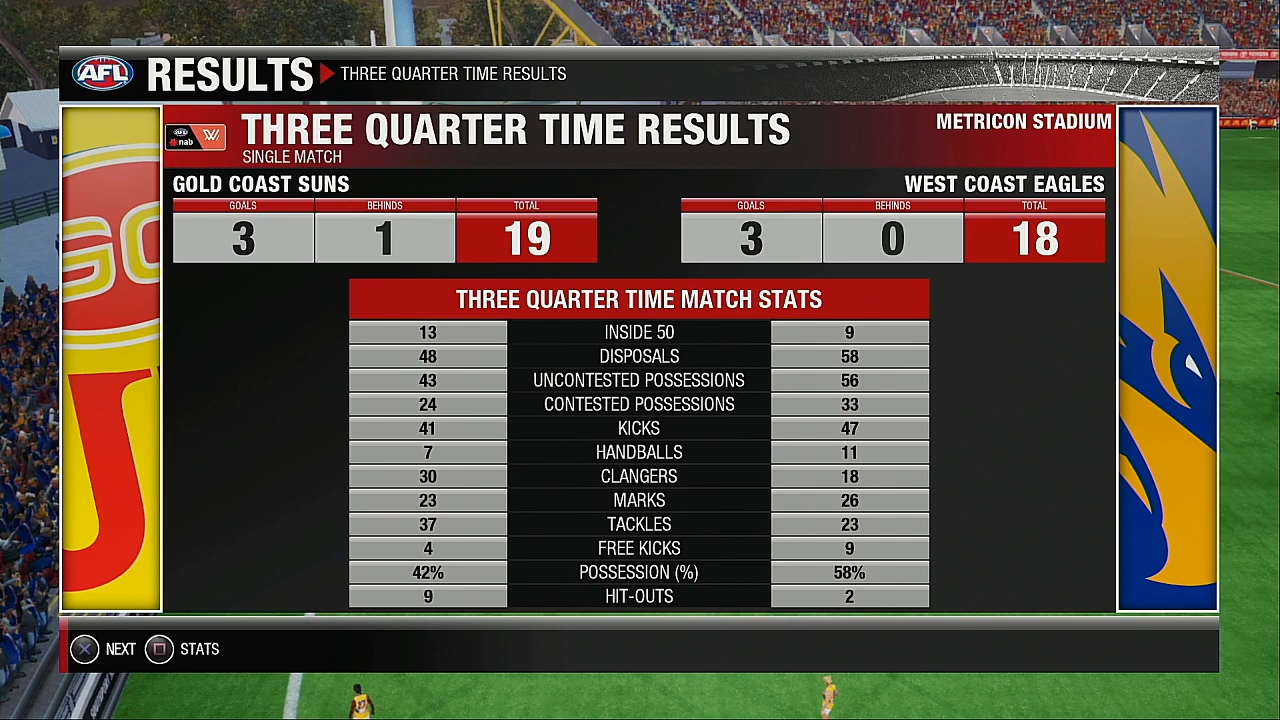 AFL RESULTS THREE QUARTER TIME RESULTS
AFL W
nab
THREE QUARTER TIME RESULTS
METRICON STADIUM
SINGLE MATCH
GOLD COAST SUNS
WEST COAST EAGLES
GOALS BEHINDS TOTAL
GOALS BEHINDS TOTAL
3 1 19
3 0 18
THREE QUARTER TIME MATCH STATS
13 INSIDE 50 9
48 DISPOSALS 58
43 UNCONTESTED POSSESSIONS 56
24 CONTESTED POSSESSIONS 33
41 KICKS 47
7 HANDBALLS 11
30 CLANGERS 18
23 MARKS 26
37 TACKLES 23
4 FREE KICKS 9
42% POSSESSION (%) 58%
9 HIT-OUTS 2
NEXT STATS